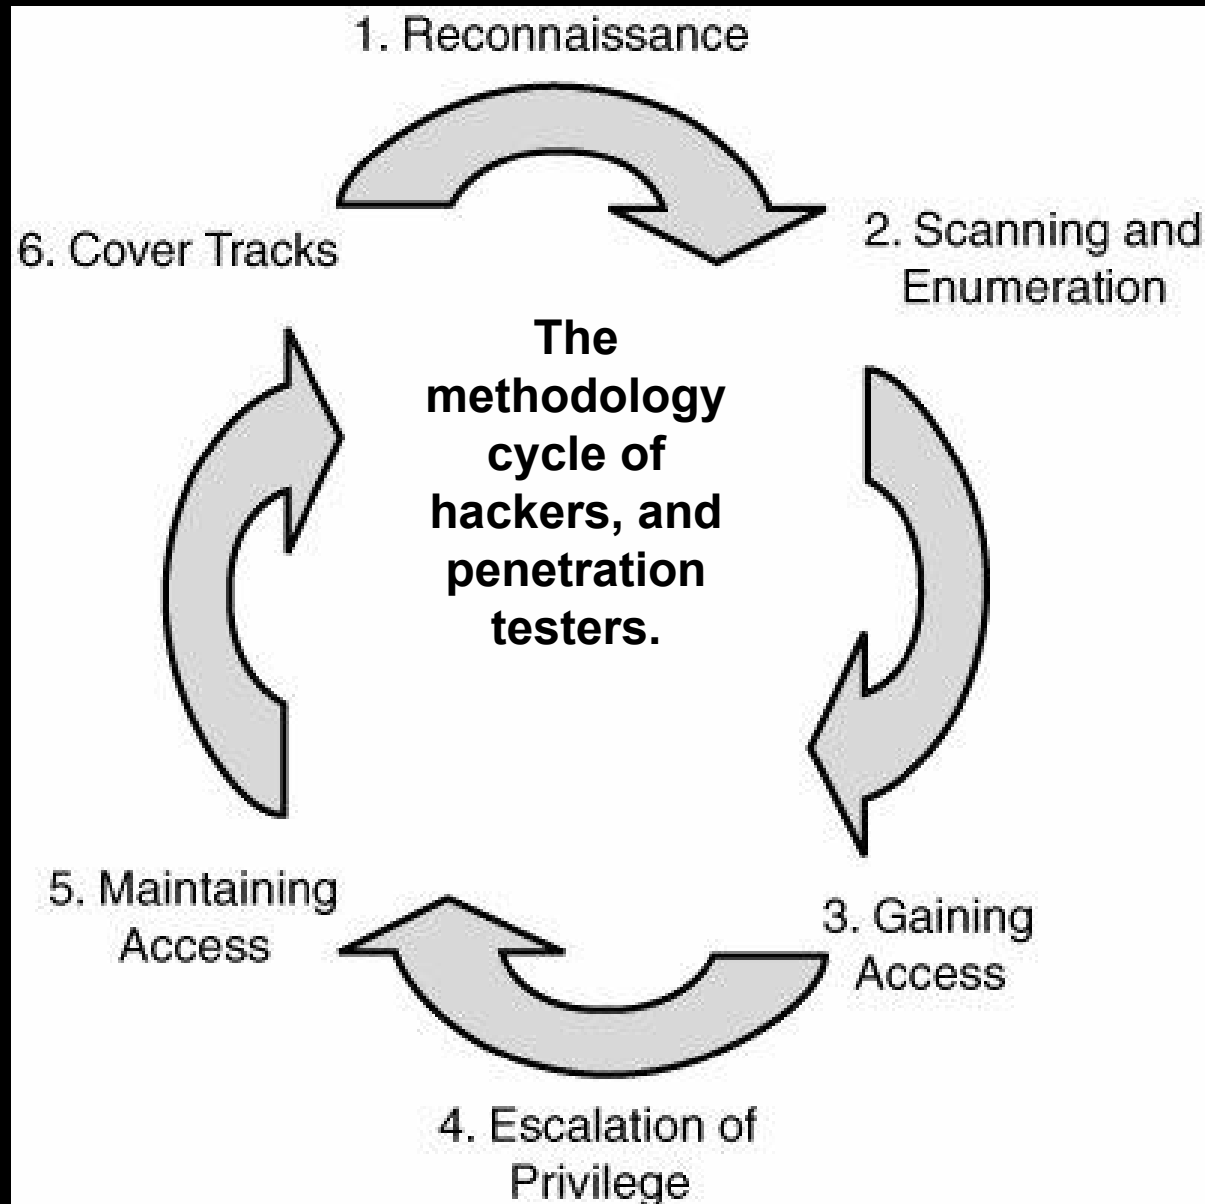 1. Reconnaissance
2. Scanning and
Enumeration
3. Gaining
Access
4. Escalation of
Privilege
5. Maintaining
Access
6. Cover Tracks
The
methodology
cycle of
hackers, and
penetration
testers.